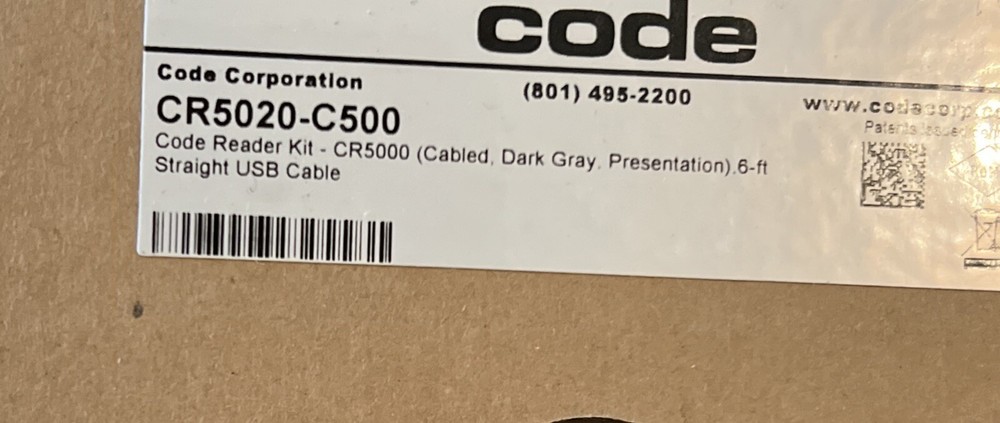 code
Code Corporation
(801) 495-2200
CR5020-C500
Code Reader Kit - CR5000 (Cabled, Dark Gray, Presentation).6-ft
Straight USB Cable
Patents